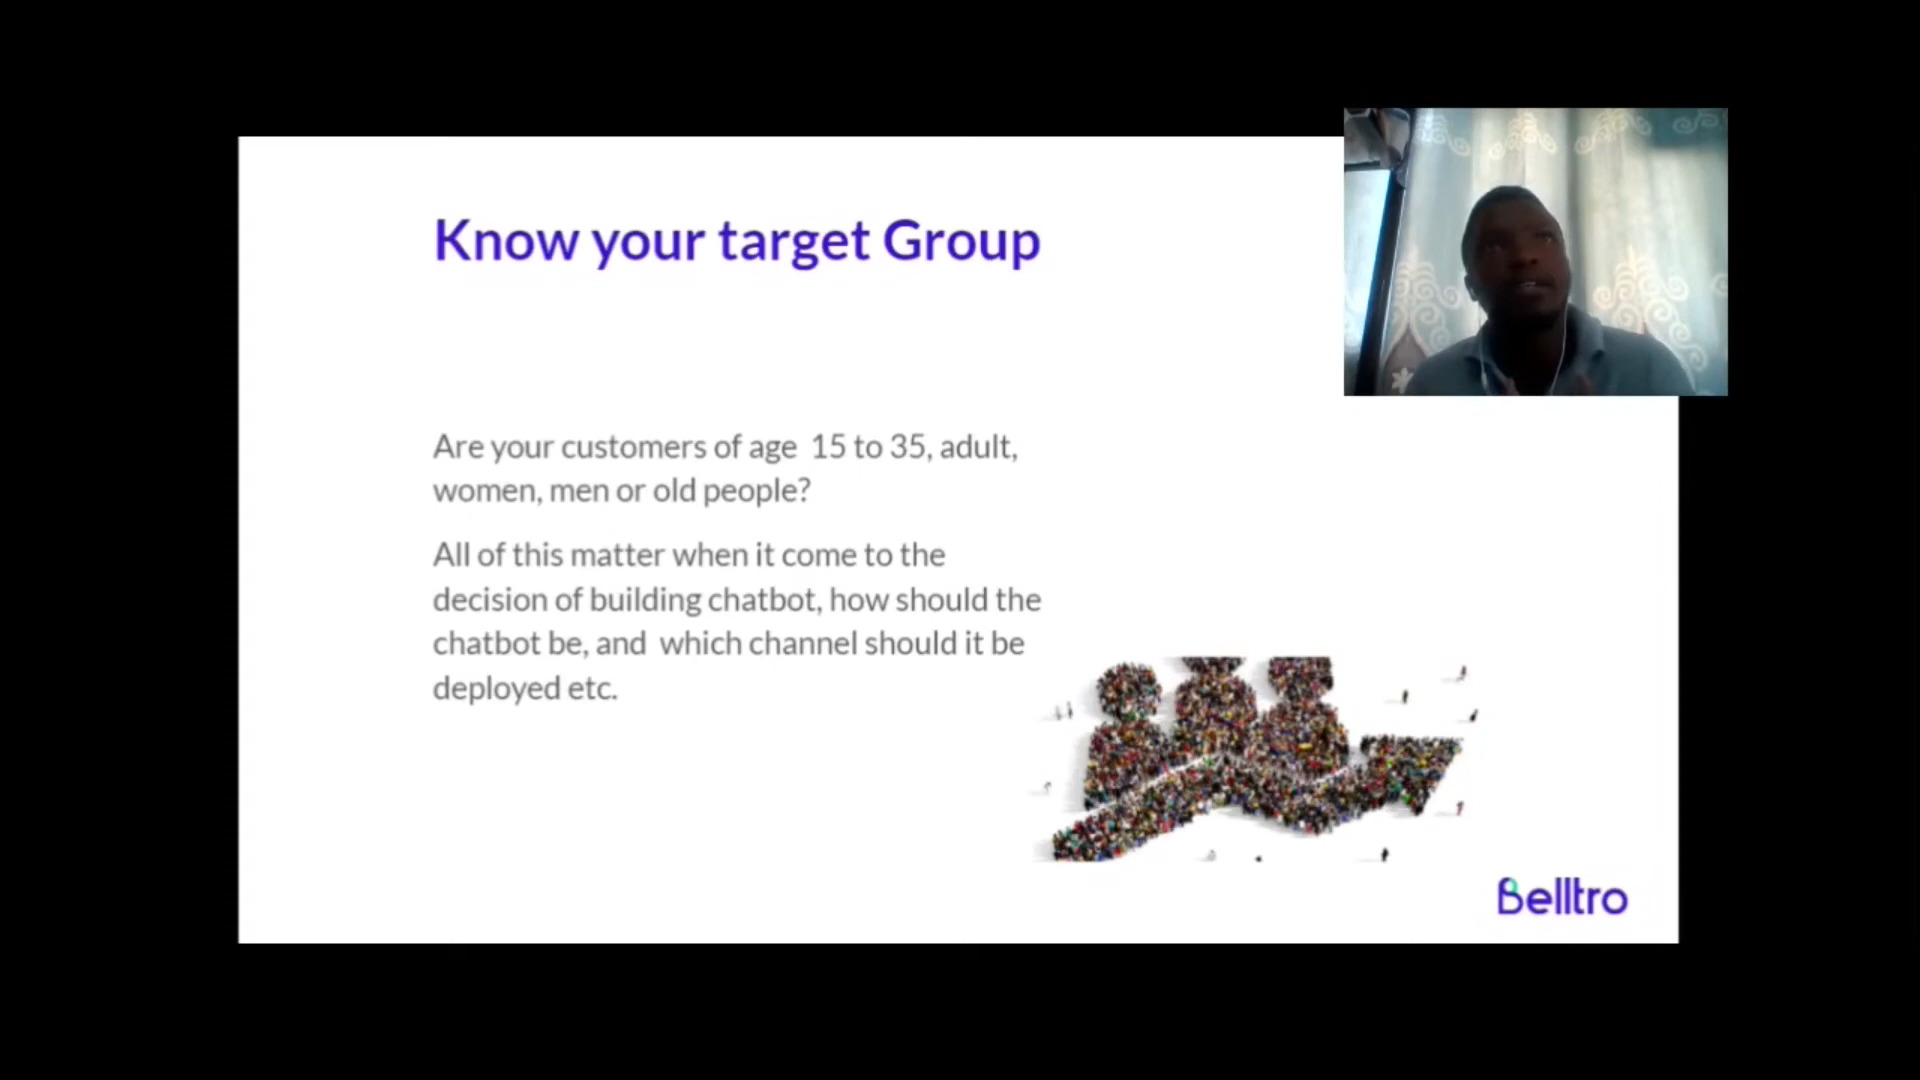 Know your target Group
Are your customers of age 15 to 35, adult,
women, men or old people?
All of this matter when it come to the
decision of building chatbot, how should the
chatbot be, and which channel should it be
deployed etc.
Belltro